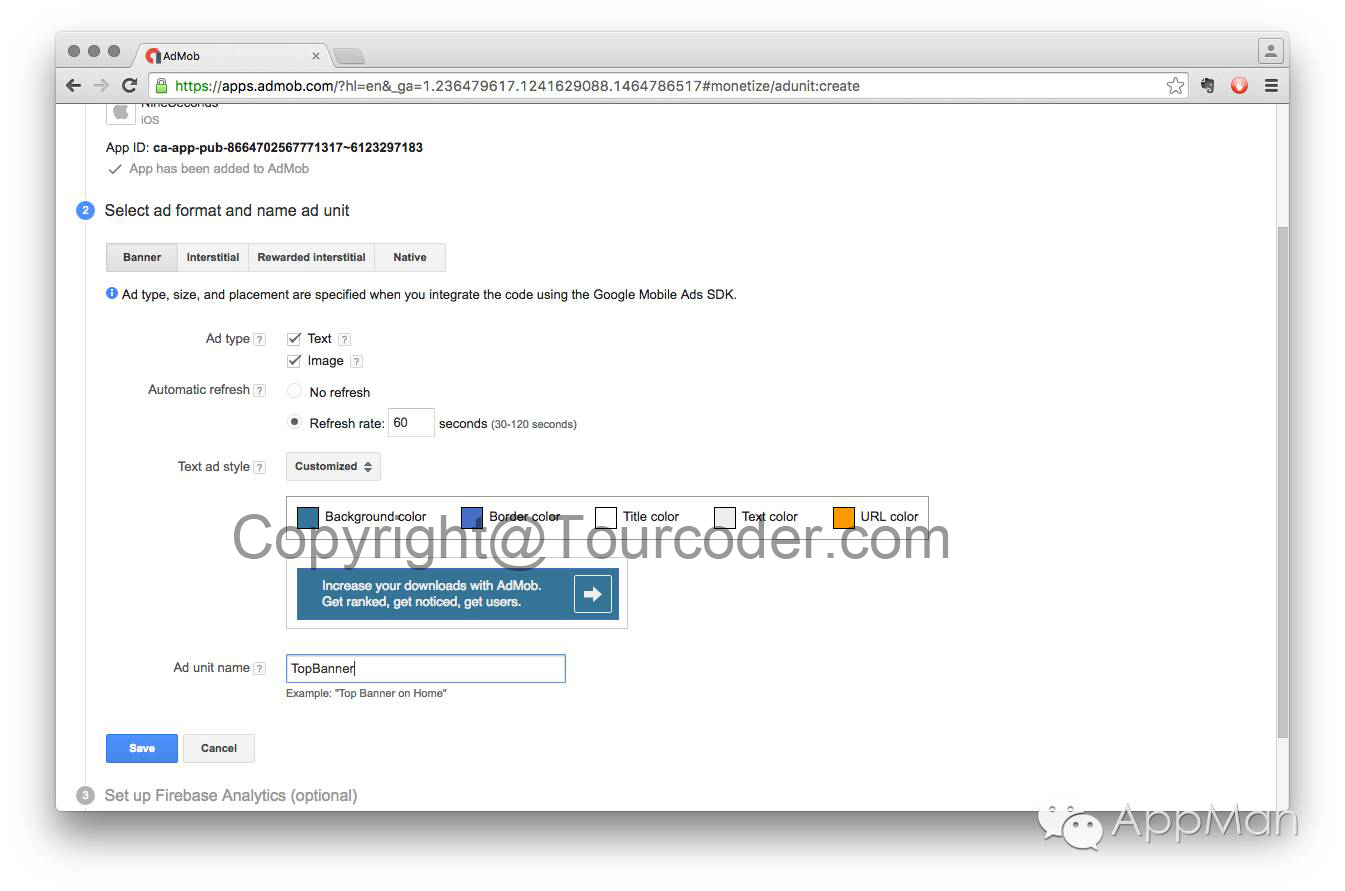 AdMob
https://apps.admob.com/?hl=en&_ga=1.236479617.1241629088.1464786517#monetize/adunit:create
NineSeconds
iOS
App ID: ca-app-pub-8664702567771317~6123297183
App has been added to AdMob
2 Select ad format and name ad unit
Banner Interstitial Rewarded interstitial Native
Ad type, size, and placement are specified when you integrate the code using the Google Mobile Ads SDK.
Ad type ? Text ?
Image ?
Automatic refresh ? No refresh
Refresh rate: 60 seconds (30-120 seconds)
Text ad style ? Customized
Background color Border color Title color Text color URL color
Copyright@Tourcoder.com
Increase your downloads with AdMob.
Get ranked, get noticed, get users.
Ad unit name ? TopBanner
Example: "Top Banner on Home"
Save Cancel
3 Set up Firebase Analytics (optional)
AppMan